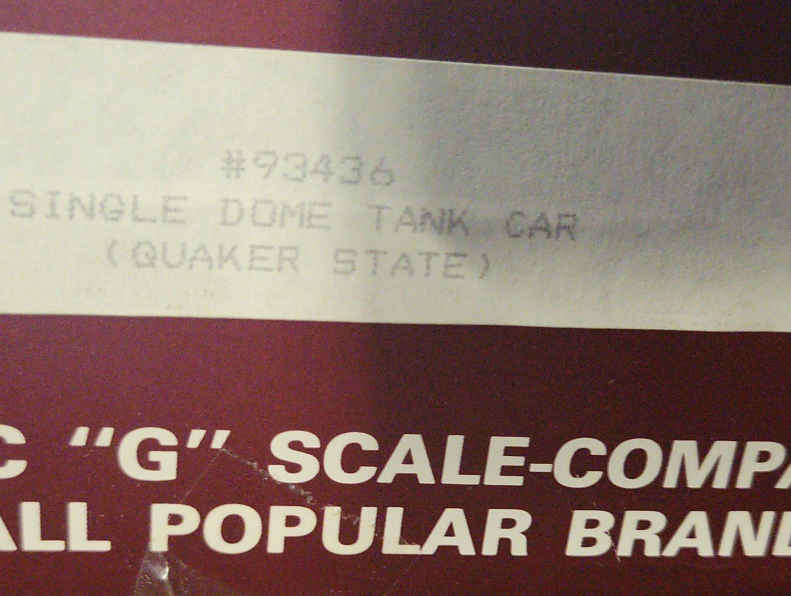 #93436
SINGLE DOME TANK CAR
(QUAKER STATE)
C "G" SCALE-COMPA
ALL POPULAR BRAND